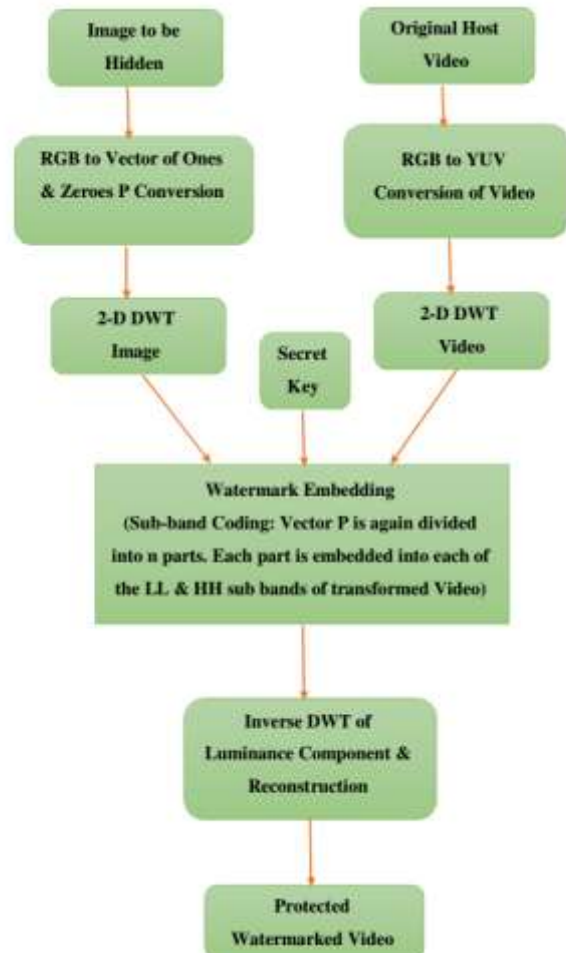 Image to be
Hidden
Original Host
Video
RGB to Vector of Ones
& Zeroes P Conversion
RGB to YUV
Conversion of Video
2-D DWT
Image
Secret
Key
2-D DWT
Video
Watermark Embedding
(Sub-band Coding: Vector P is again divided
into n parts. Each part is embedded into each of
the LL & HH sub bands of transformed Video)
Inverse DWT of
Luminance Component &
Reconstruction
Protected
Watermarked Video